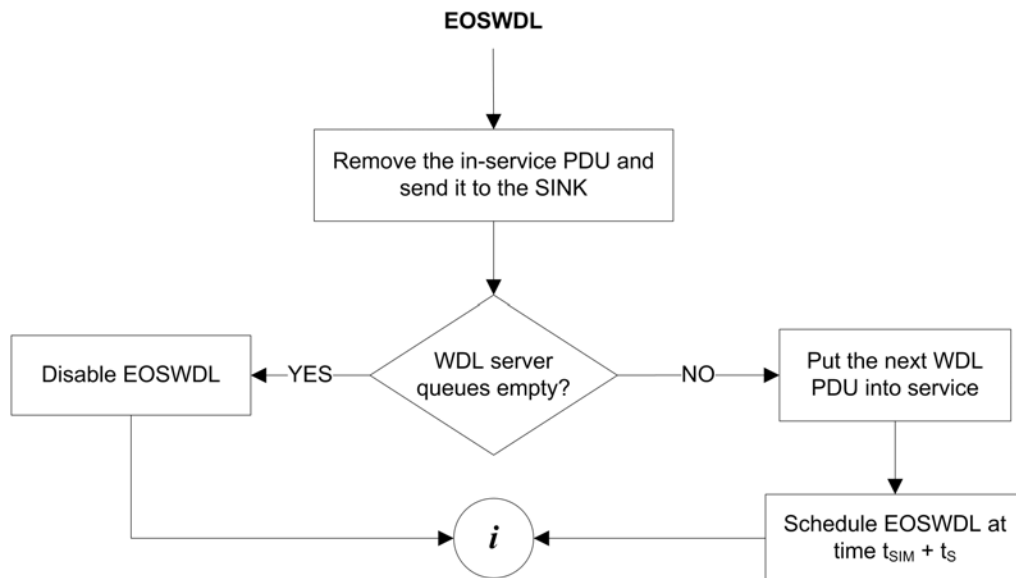 EOSWDL
Remove the in-service PDU and
send it to the SINK
WDL server
queues empty?
YES
NO
Disable EOSWDL
Put the next WDL
PDU into service
Schedule EOSWDL at
time tSIM + tS
i